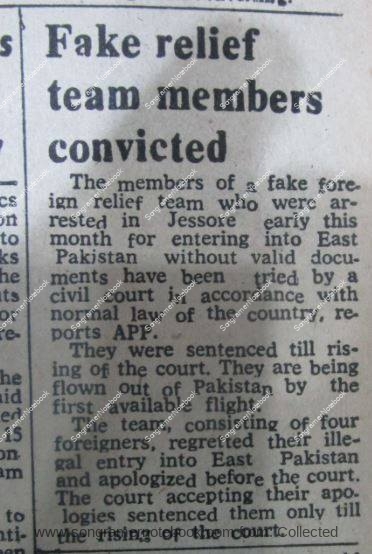 Fake relief
team members
convicted
The members of a fake fore-
ign relief team who were ar-
rested in Jessore early this
month for entering into East
Pakistan without valid docu-
ments have been tried by a
civil court in accordance with
normal law of the country, re-
ports APP.
They were sentenced till ris-
ing of the court. They are being
flown out of Pakistan by the
first available flight.
The team consisting of four
foreigners, regretted their ille-
gal entry into East Pakistan
and apologized before the court.
The court accepting their apo-
logies sentenced them only till
the rising of the court.